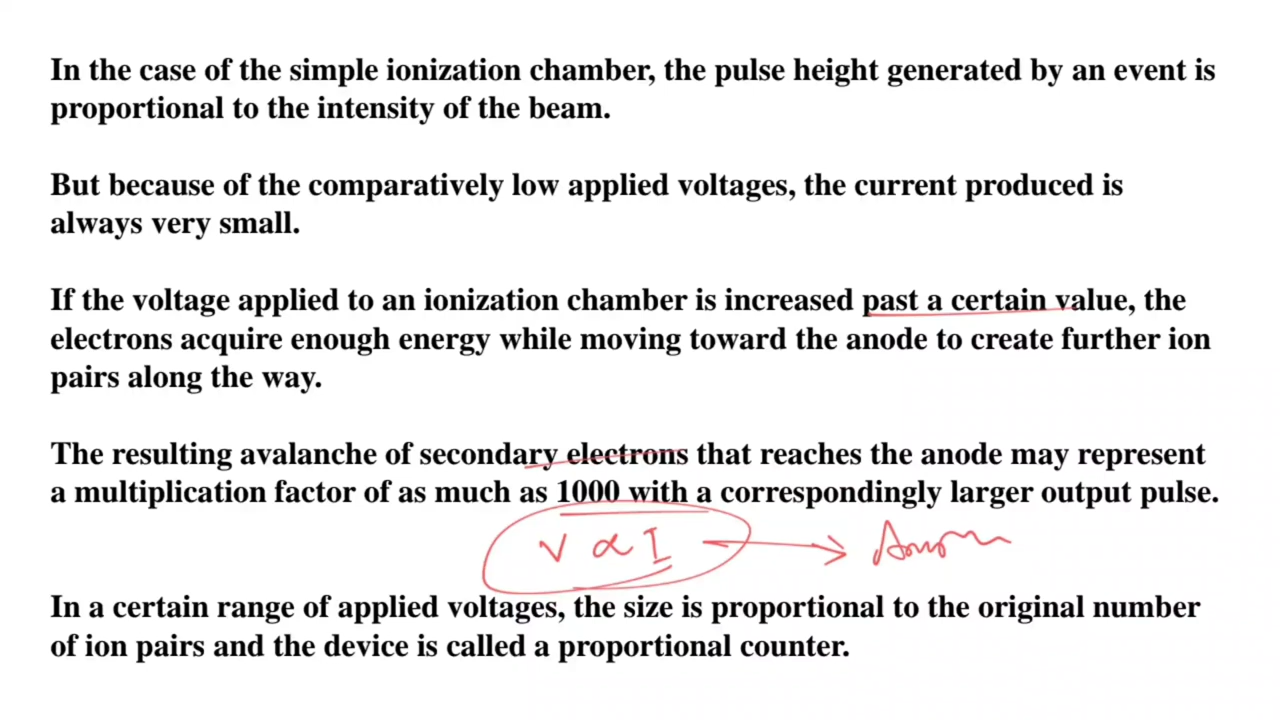 In the case of the simple ionization chamber, the pulse height generated by an event is
proportional to the intensity of the beam.
But because of the comparatively low applied voltages, the current produced is
always very small.
If the voltage applied to an ionization chamber is increased past a certain value, the
electrons acquire enough energy while moving toward the anode to create further ion
pairs along the way.
The resulting avalanche of secondary electrons that reaches the anode may represent
a multiplication factor of as much as 1000 with a correspondingly larger output pulse.
V ∝ I
In a certain range of applied voltages, the size is proportional to the original number
of ion pairs and the device is called a proportional counter.